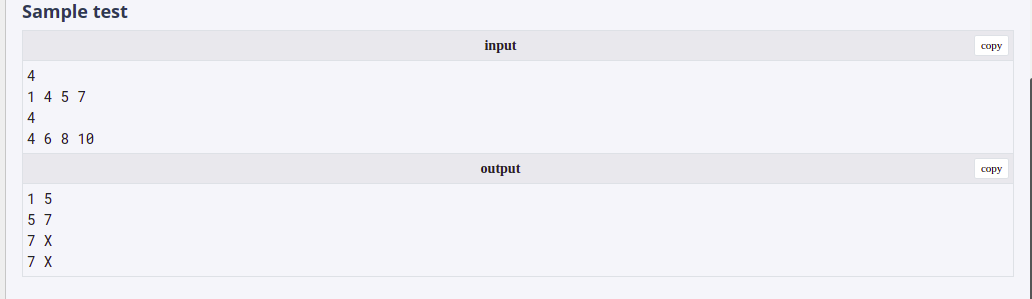 Sample test
input
copy
4
1 4 5 7
4
4 6 8 10
output
copy
1 5
5 7
7 X
7 X